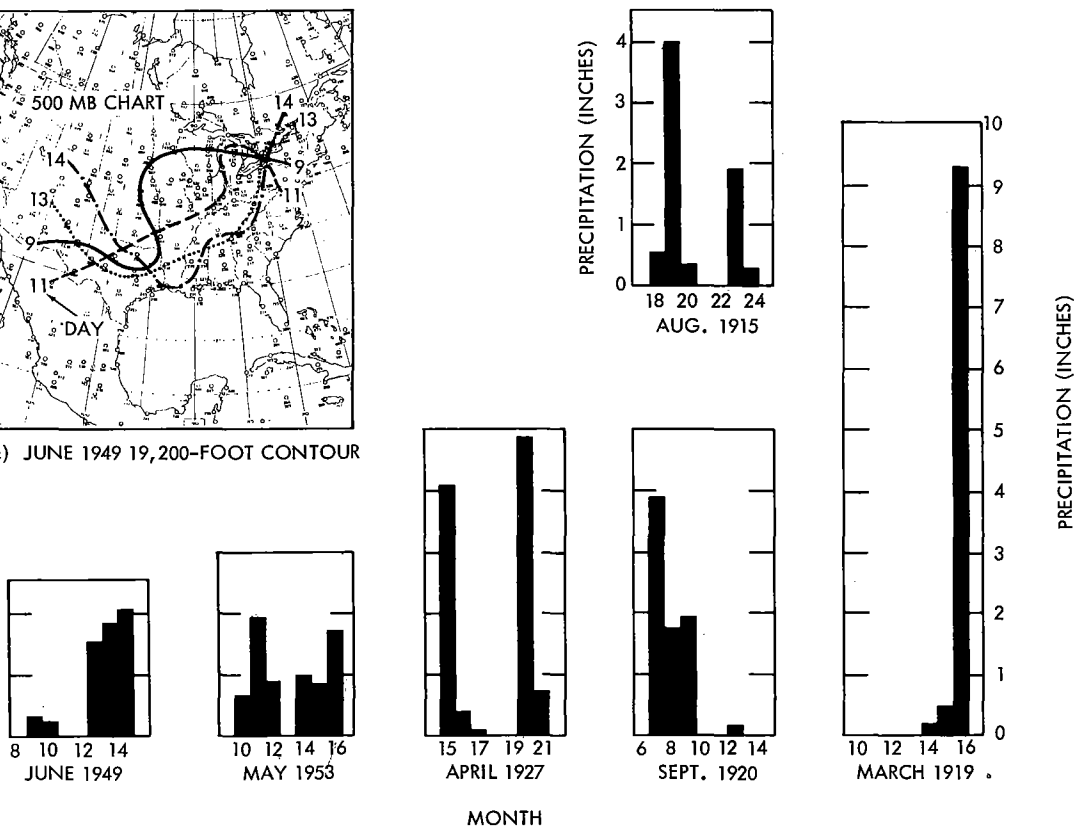 500 MB CHART
14
13
14
9
13
11
9
11
DAY
) JUNE 1949 19,200-FOOT CONTOUR
PRECIPITATION (INCHES)
4
3
2
1
0
18 20 22 24
AUG. 1915
10
9
8
7
6
5
4
3
2
1
0
PRECIPITATION (INCHES)
8 10 12 14
JUNE 1949
10 12 14 16
MAY 1953
15 17 19 21
APRIL 1927
6 8 10 12 14
SEPT. 1920
10 12 14 16
MARCH 1919
MONTH